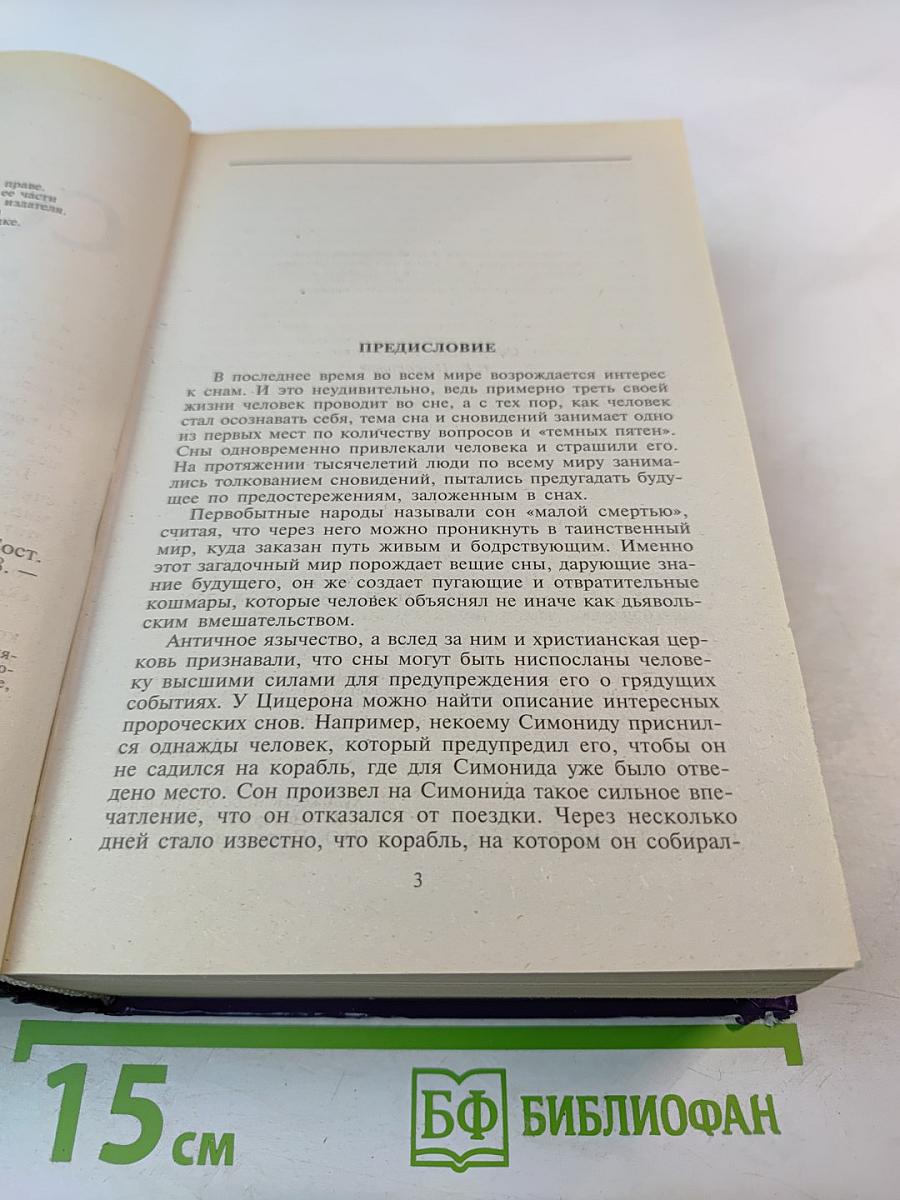 праве.
ее части
издателя.
ке.
Сост.
3. —
ПРЕДИСЛОВИЕ
В последнее время во всем мире возрождается интерес
к снам. И это неудивительно, ведь примерно треть своей
жизни человек проводит во сне, а с тех пор, как человек
стал осознавать себя, тема сна и сновидений занимает одно
из первых мест по количеству вопросов и «темных пятен».
Сны одновременно привлекали человека и страшили его.
На протяжении тысячелетий люди по всему миру занима-
лись толкованием сновидений, пытались предугадать буду-
щее по предостережениям, заложенным в снах.
Первобытные народы называли сон «малой смертью»,
считая, что через него можно проникнуть в таинственный
мир, куда заказан путь живым и бодрствующим. Именно
этот загадочный мир порождает вещие сны, дарующие зна-
ние будущего, он же создает пугающие и отвратительные
кошмары, которые человек объяснял не иначе как дьяволь-
ским вмешательством.
Античное язычество, а вслед за ним и христианская цер-
ковь признавали, что сны могут быть ниспосланы челове-
ку высшими силами для предупреждения его о грядущих
событиях. У Цицерона можно найти описание интересных
пророческих снов. Например, некоему Симониду приснил-
ся однажды человек, который предупредил его, чтобы он
не садился на корабль, где для Симонида уже было отве-
дено место. Сон произвел на Симонида такое сильное впе-
чатление, что он отказался от поездки. Через несколько
дней стало известно, что корабль, на котором он собирал-
3
15 см
БФ БИБЛИОФАН